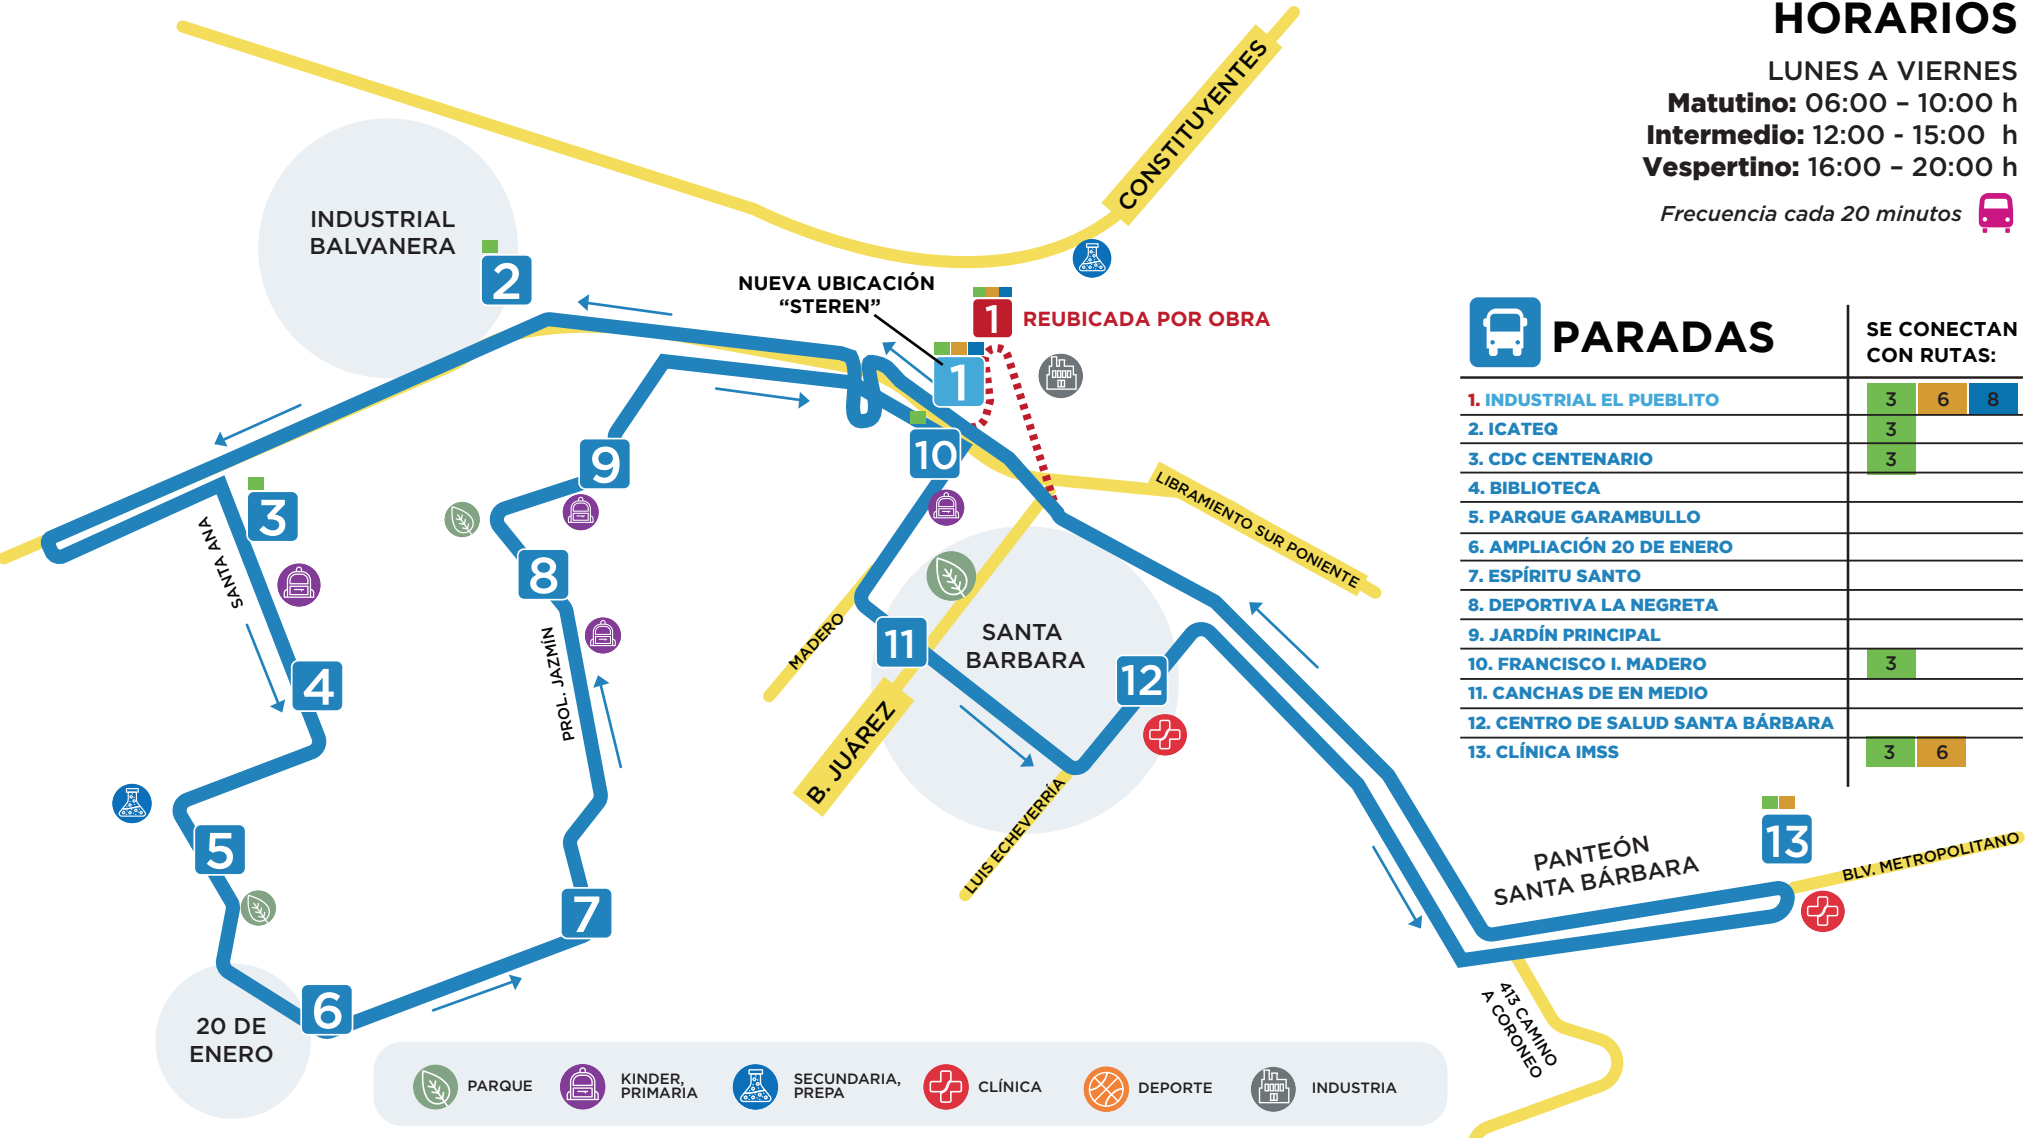 HORARIOS
LUNES A VIERNES
Matutino: 06:00 – 10:00 h
Intermedio: 12:00 - 15:00 h
Vespertino: 16:00 – 20:00 h
Frecuencia cada 20 minutos
CONSTITUYENTES
INDUSTRIAL
BALVANERA
2
NUEVA UBICACIÓN
“STEREN”
1
REUBICADA POR OBRA
1
10
9
3
SANTA ANA
8
LIBRAMIENTO SUR PONIENTE
MADERO
11
SANTA
BARBARA
12
4
PROL. JAZMÍN
B. JUÁREZ
LUIS ECHEVERRÍA
5
7
6
20 DE
ENERO
PANTEÓN
SANTA BÁRBARA
13
BLV. METROPOLITANO
413 CAMINO
A CORONEO
PARADAS
SE CONECTAN
CON RUTAS:
1. INDUSTRIAL EL PUEBLITO 3 6 8
2. ICATEQ 3
3. CDC CENTENARIO 3
4. BIBLIOTECA
5. PARQUE GARAMBULLO
6. AMPLIACIÓN 20 DE ENERO
7. ESPÍRITU SANTO
8. DEPORTIVA LA NEGRETA
9. JARDÍN PRINCIPAL
10. FRANCISCO I. MADERO 3
11. CANCHAS DE EN MEDIO
12. CENTRO DE SALUD SANTA BÁRBARA
13. CLÍNICA IMSS 3 6
PARQUE
KINDER,
PRIMARIA
SECUNDARIA,
PREPA
CLÍNICA
DEPORTE
INDUSTRIA